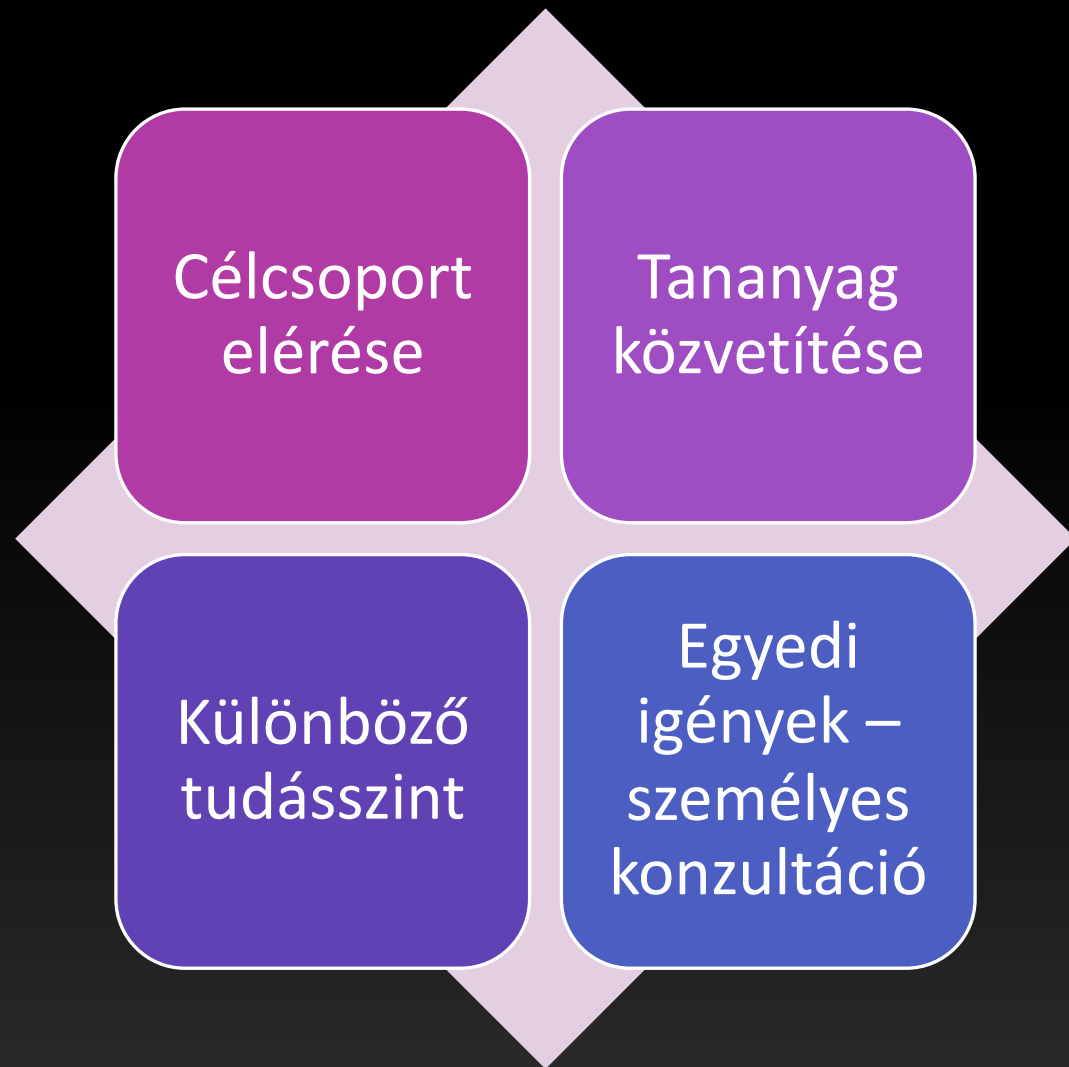 Célcsoport
elérése
Tananyag
közvetítése
Különböző
tudásszint
Egyedi
igények –
személyes
konzultáció